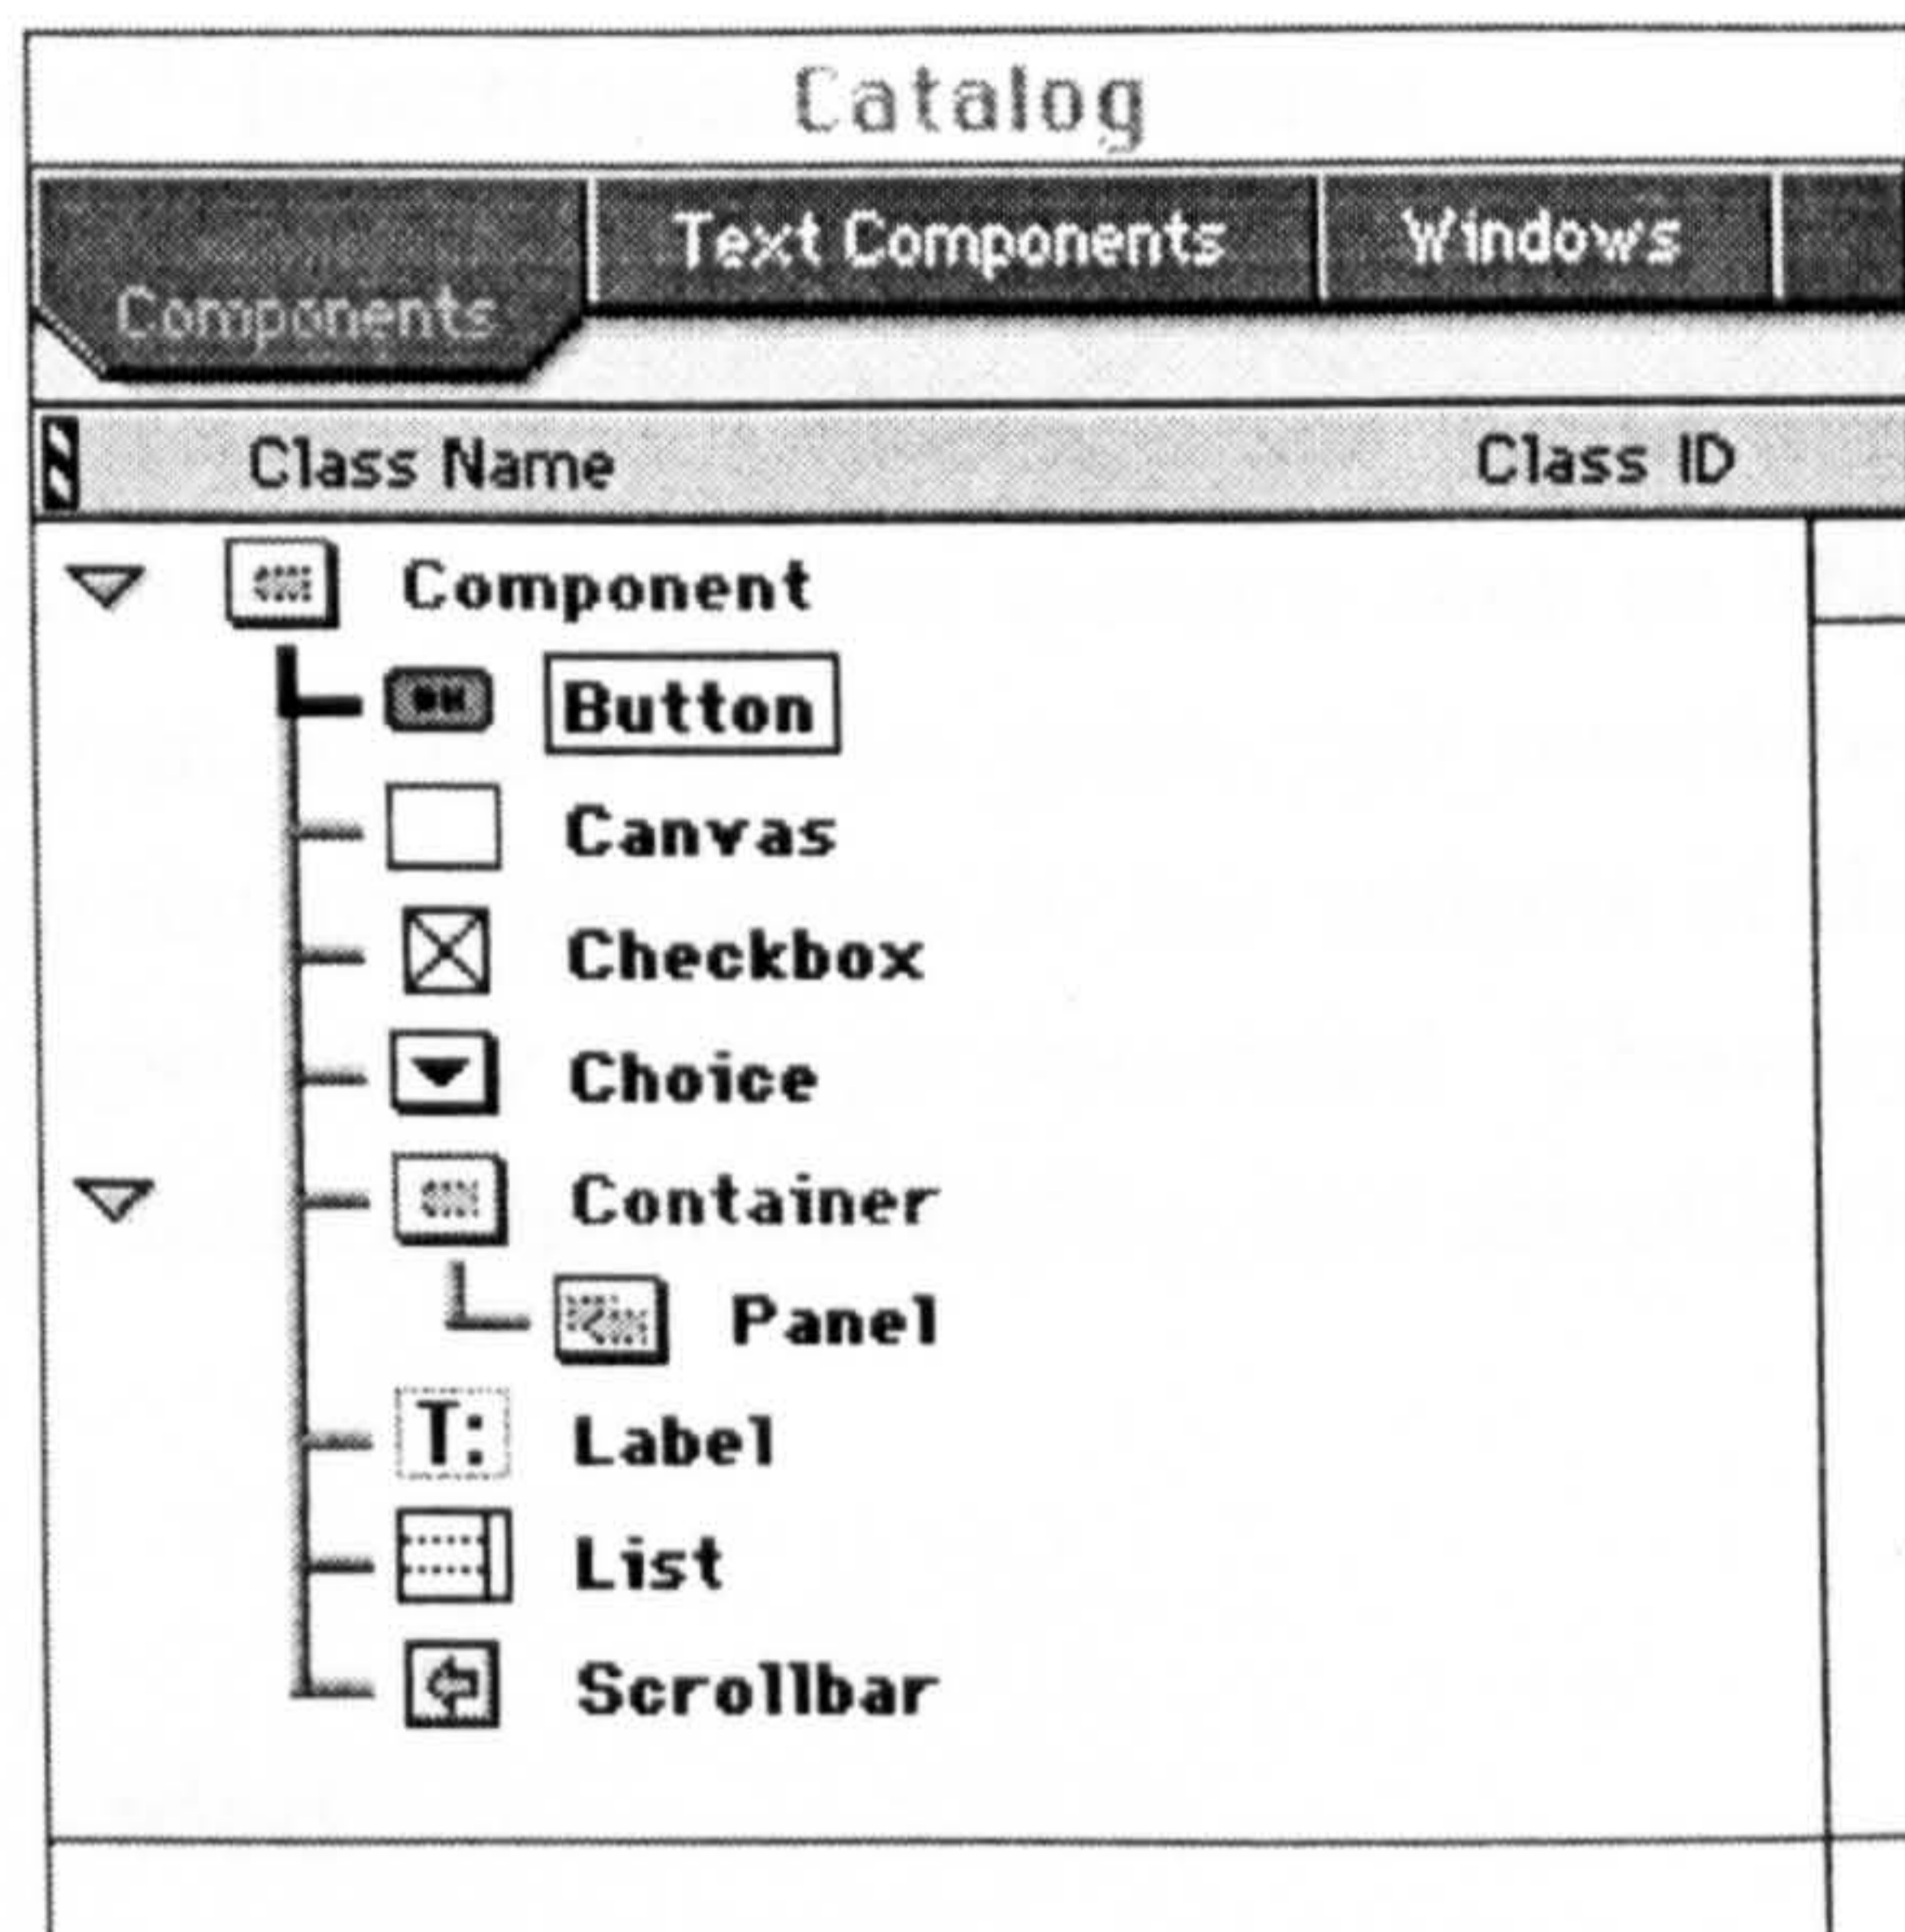 Catalog
Components Text Components Windows
Class Name Class ID
Component
Button
Canvas
Checkbox
Choice
Container
Panel
T: Label
List
Scrollbar